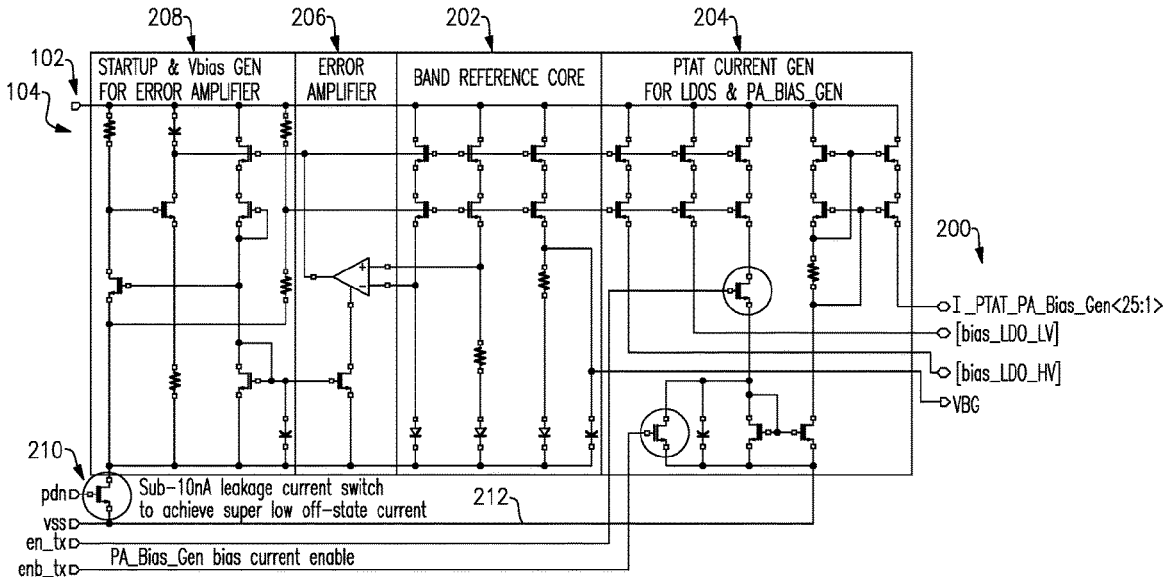 208
206
202
204
102
104
STARTUP & Vbias GEN
FOR ERROR AMPLIFIER
ERROR
AMPLIFIER
BAND REFERENCE CORE
PTAT CURRENT GEN
FOR LDOS & PA_BIAS_GEN
200
+
−
I_PTAT_PA_Bias_Gen<25:1>
[bias_LDO_LV]
[bias_LDO_HV]
VBG
210
pdn
Sub-10nA leakage current switch
to achieve super low off-state current
212
vss
en_tx
PA_Bias_Gen bias current enable
enb_tx